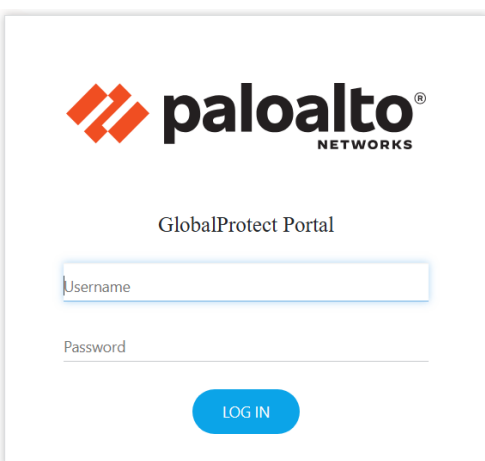 paloalto®
NETWORKS
GlobalProtect Portal
Username
Password
LOG IN